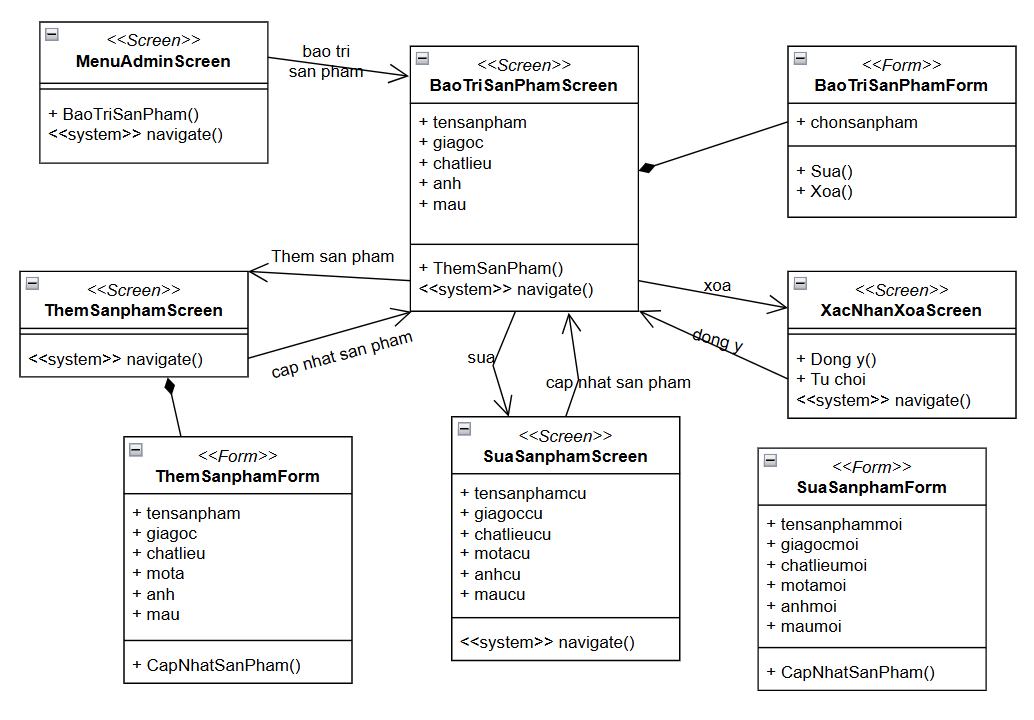 <<Screen>>
MenuAdminScreen
+ BaoTriSanPham()
<<system>> navigate()
bao tri
san pham
<<Screen>>
BaoTriSanPhamScreen
+ tensanpham
+ giagoc
+ chatlieu
+ anh
+ mau
+ ThemSanPham()
<<system>> navigate()
<<Form>>
BaoTriSanPhamForm
+ chonsanpham
+ Sua()
+ Xoa()
Them san pham
<<Screen>>
ThemSanphamScreen
<<system>> navigate()
cap nhat san pham
sua
cap nhat san pham
xoa
dong y
<<Screen>>
XacNhanXoaScreen
+ Dong y()
+ Tu choi
<<system>> navigate()
<<Form>>
ThemSanphamForm
+ tensanpham
+ giagoc
+ chatlieu
+ mota
+ anh
+ mau
+ CapNhatSanPham()
<<Screen>>
SuaSanphamScreen
+ tensanphamcu
+ giagoccu
+ chatlieucu
+ motacu
+ anhcu
+ maucu
<<system>> navigate()
<<Form>>
SuaSanphamForm
+ tensanphammoi
+ giagocmoi
+ chatlieumoi
+ motamoi
+ anhmoi
+ maumoi
+ CapNhatSanPham()